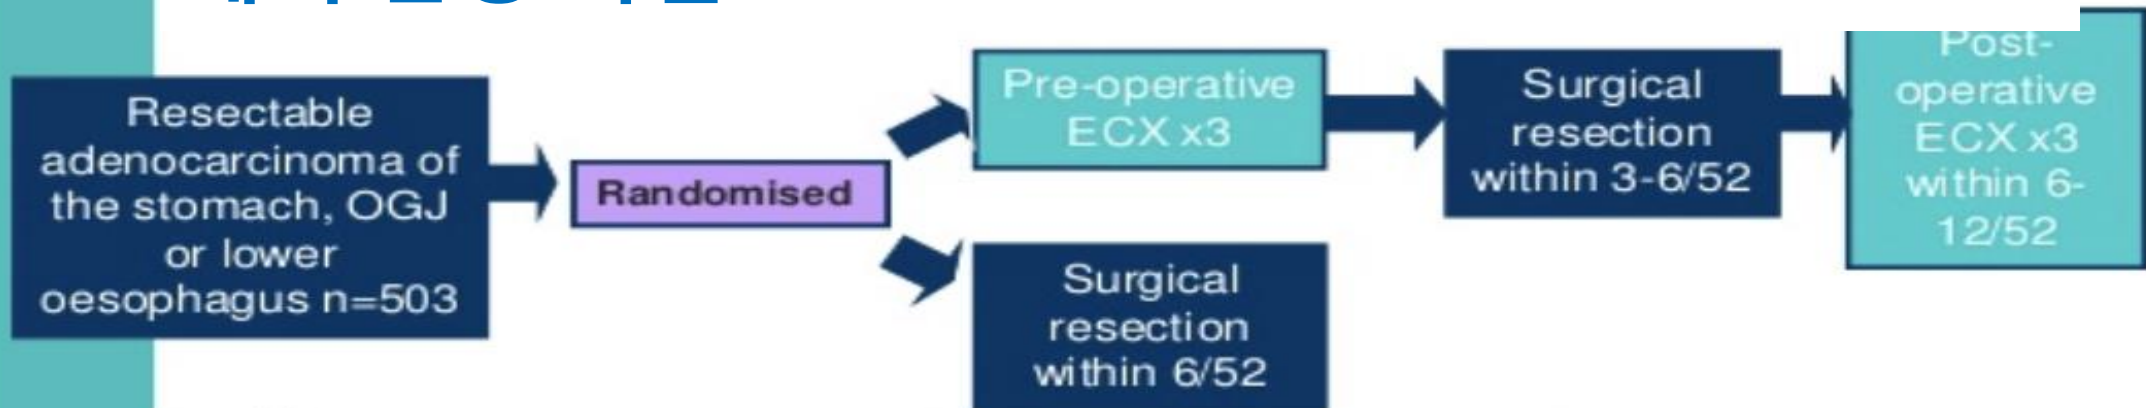 Resectable
adenocarcinoma of
the stomach, OGJ
or lower
oesophagus n=503
Randomised
Pre-operative
ECX x3
Surgical
resection
within 3-6/52
Post-
operative
ECX x3
within 6-
12/52
Surgical
resection
within 6/52